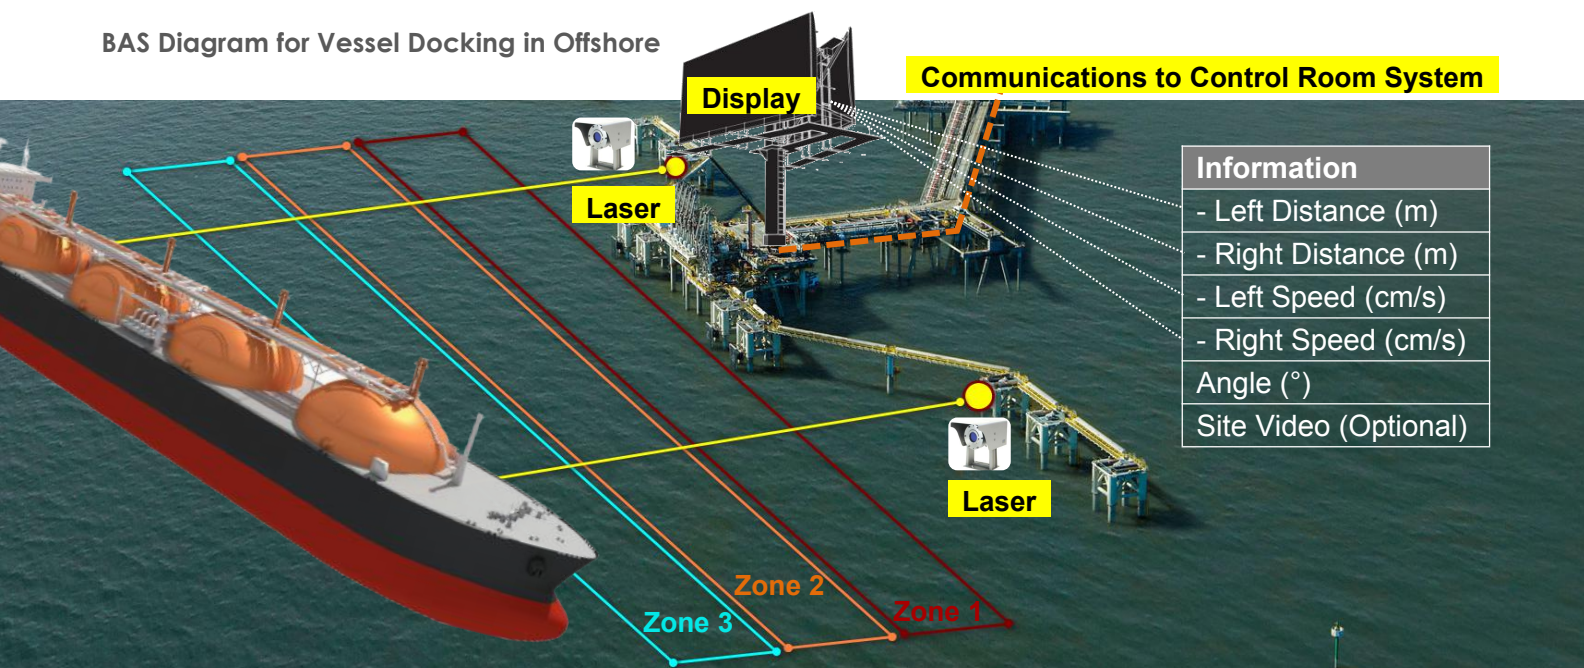 BAS Diagram for Vessel Docking in Offshore
Display
Communications to Control Room System
Laser
Information
- Left Distance (m)
- Right Distance (m)
- Left Speed (cm/s)
- Right Speed (cm/s)
Angle (°)
Site Video (Optional)
Laser
Zone 2
Zone 1
Zone 3